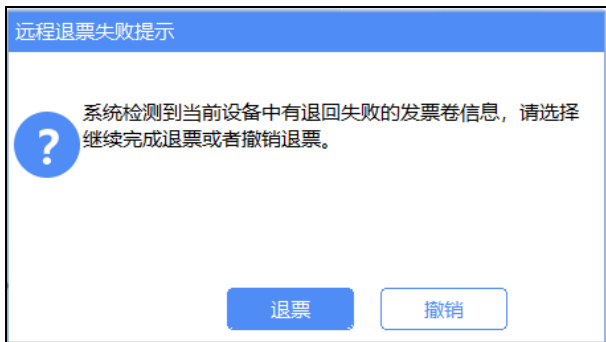 远程退票失败提示
系统检测到当前设备中有退回失败的发票卷信息，请选择
继续完成退票或者撤销退票。
?
退票
撤销